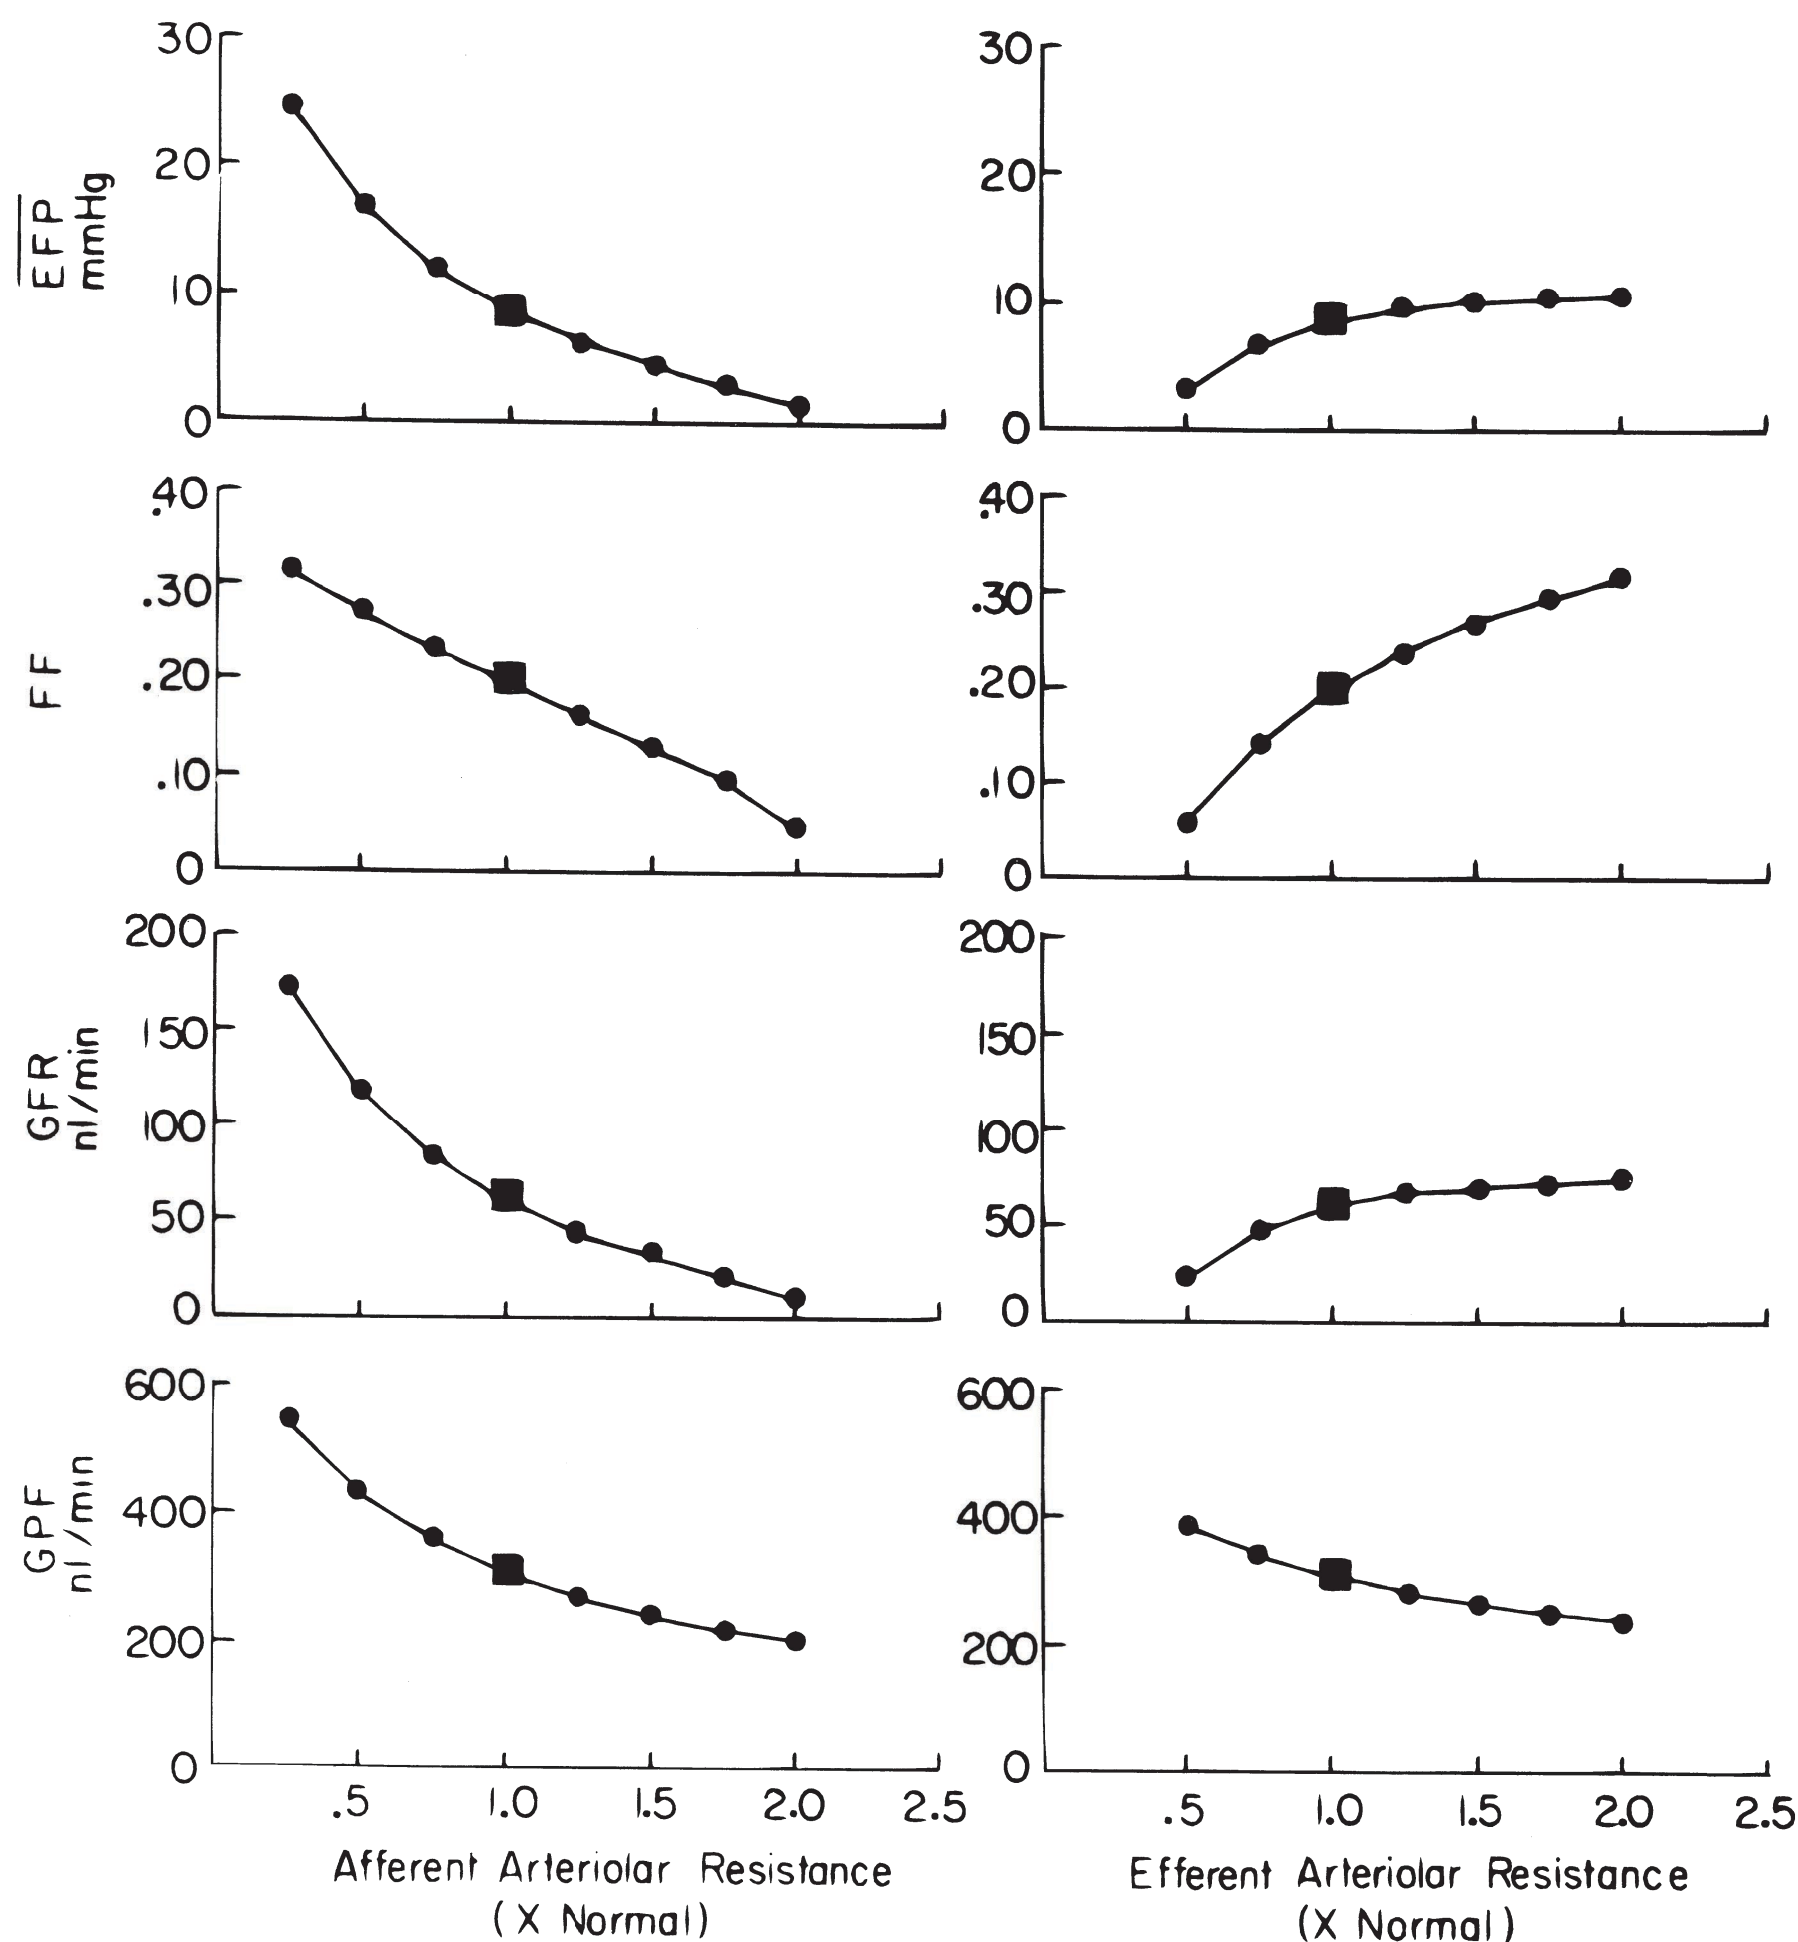 30
20
10
0
EFP
mmHg
30
20
10
0
.40
.30
.20
.10
0
FF
.40
.30
.20
.10
0
200
150
100
50
0
GFR
nl/min
200
150
100
50
0
600
400
200
0
GPF
nl/min
600
400
200
0
.5 1.0 1.5 2.0 2.5
Afferent Arteriolar Resistance
(X Normal)
.5 1.0 1.5 2.0 2.5
Efferent Arteriolar Resistance
(X Normal)